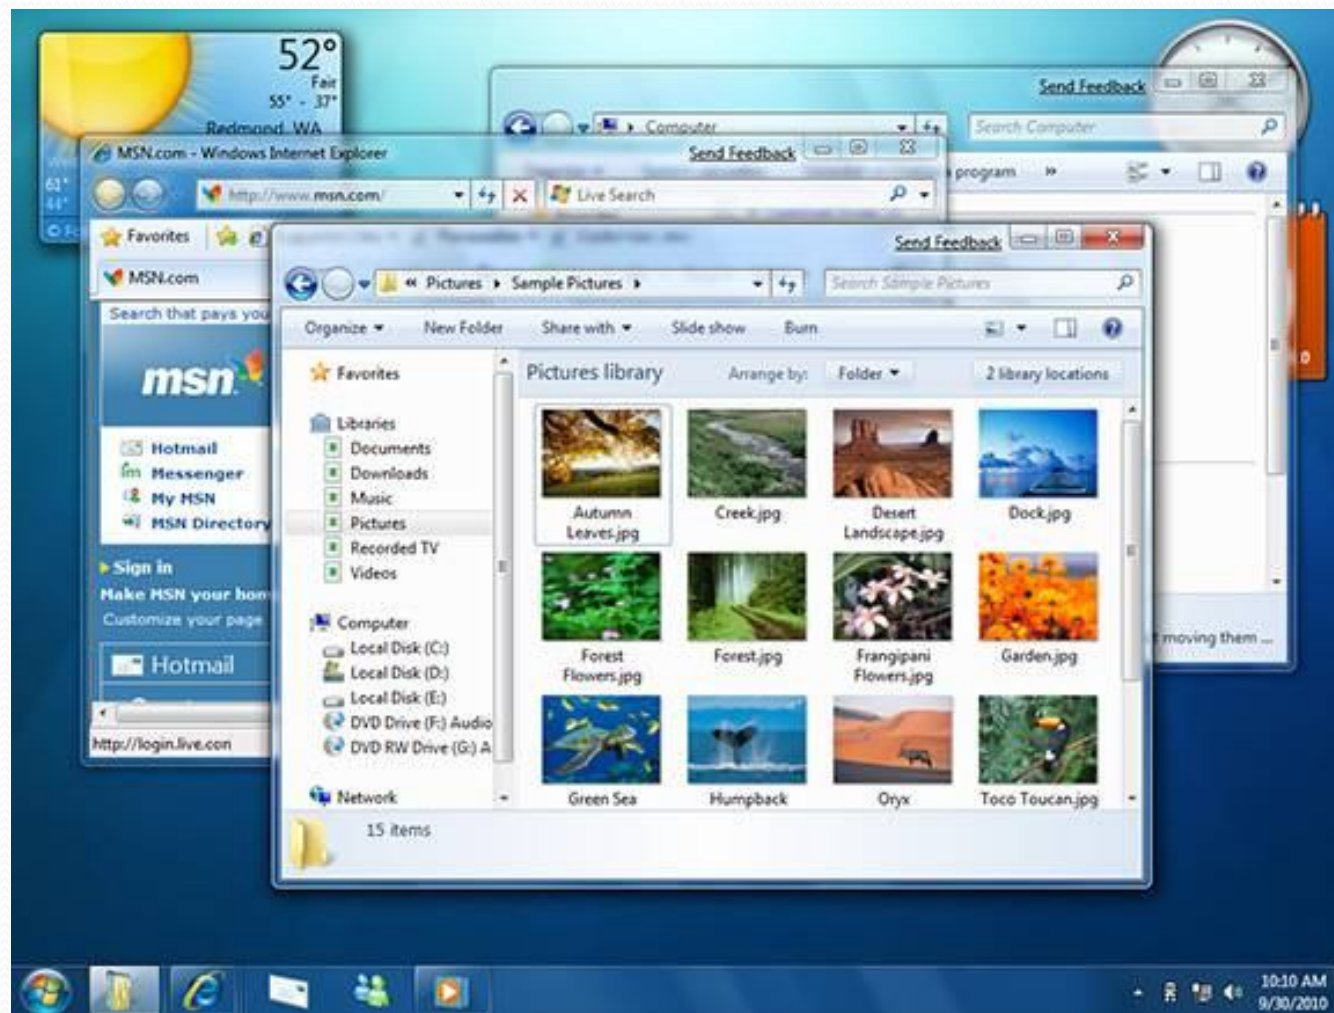 52°
Fair
55° - 37°
Redmond, WA
61°
44°
Send Feedback
Computer
Search Computer
program »
MSN.com - Windows Internet Explorer
Send Feedback
http://www.msn.com/
Live Search
Favorites
MSN.com
Search that pays you
msn
Hotmail
Messenger
My MSN
MSN Directory
Sign in
Make MSN your hom
Customize your page
Hotmail
http://login.live.con
Send Feedback
« Pictures Sample Pictures
Search Sample Pictures
Organize New Folder Share with Slide show Burn
Favorites
Libraries
Documents
Downloads
Music
Pictures
Recorded TV
Videos
Computer
Local Disk (C:)
Local Disk (D:)
Local Disk (E:)
DVD Drive (F:) Audio
DVD RW Drive (G:) A
Network
Pictures library
Arrange by: Folder
2 library locations
Autumn
Leaves.jpg
Creek.jpg
Desert
Landscape.jpg
Dock.jpg
Forest
Flowers.jpg
Forest.jpg
Frangipani
Flowers.jpg
Garden.jpg
Green Sea
Humpback
Oryx
Toco Toucan.jpg
15 items
moving them ...
10:10 AM
9/30/2010